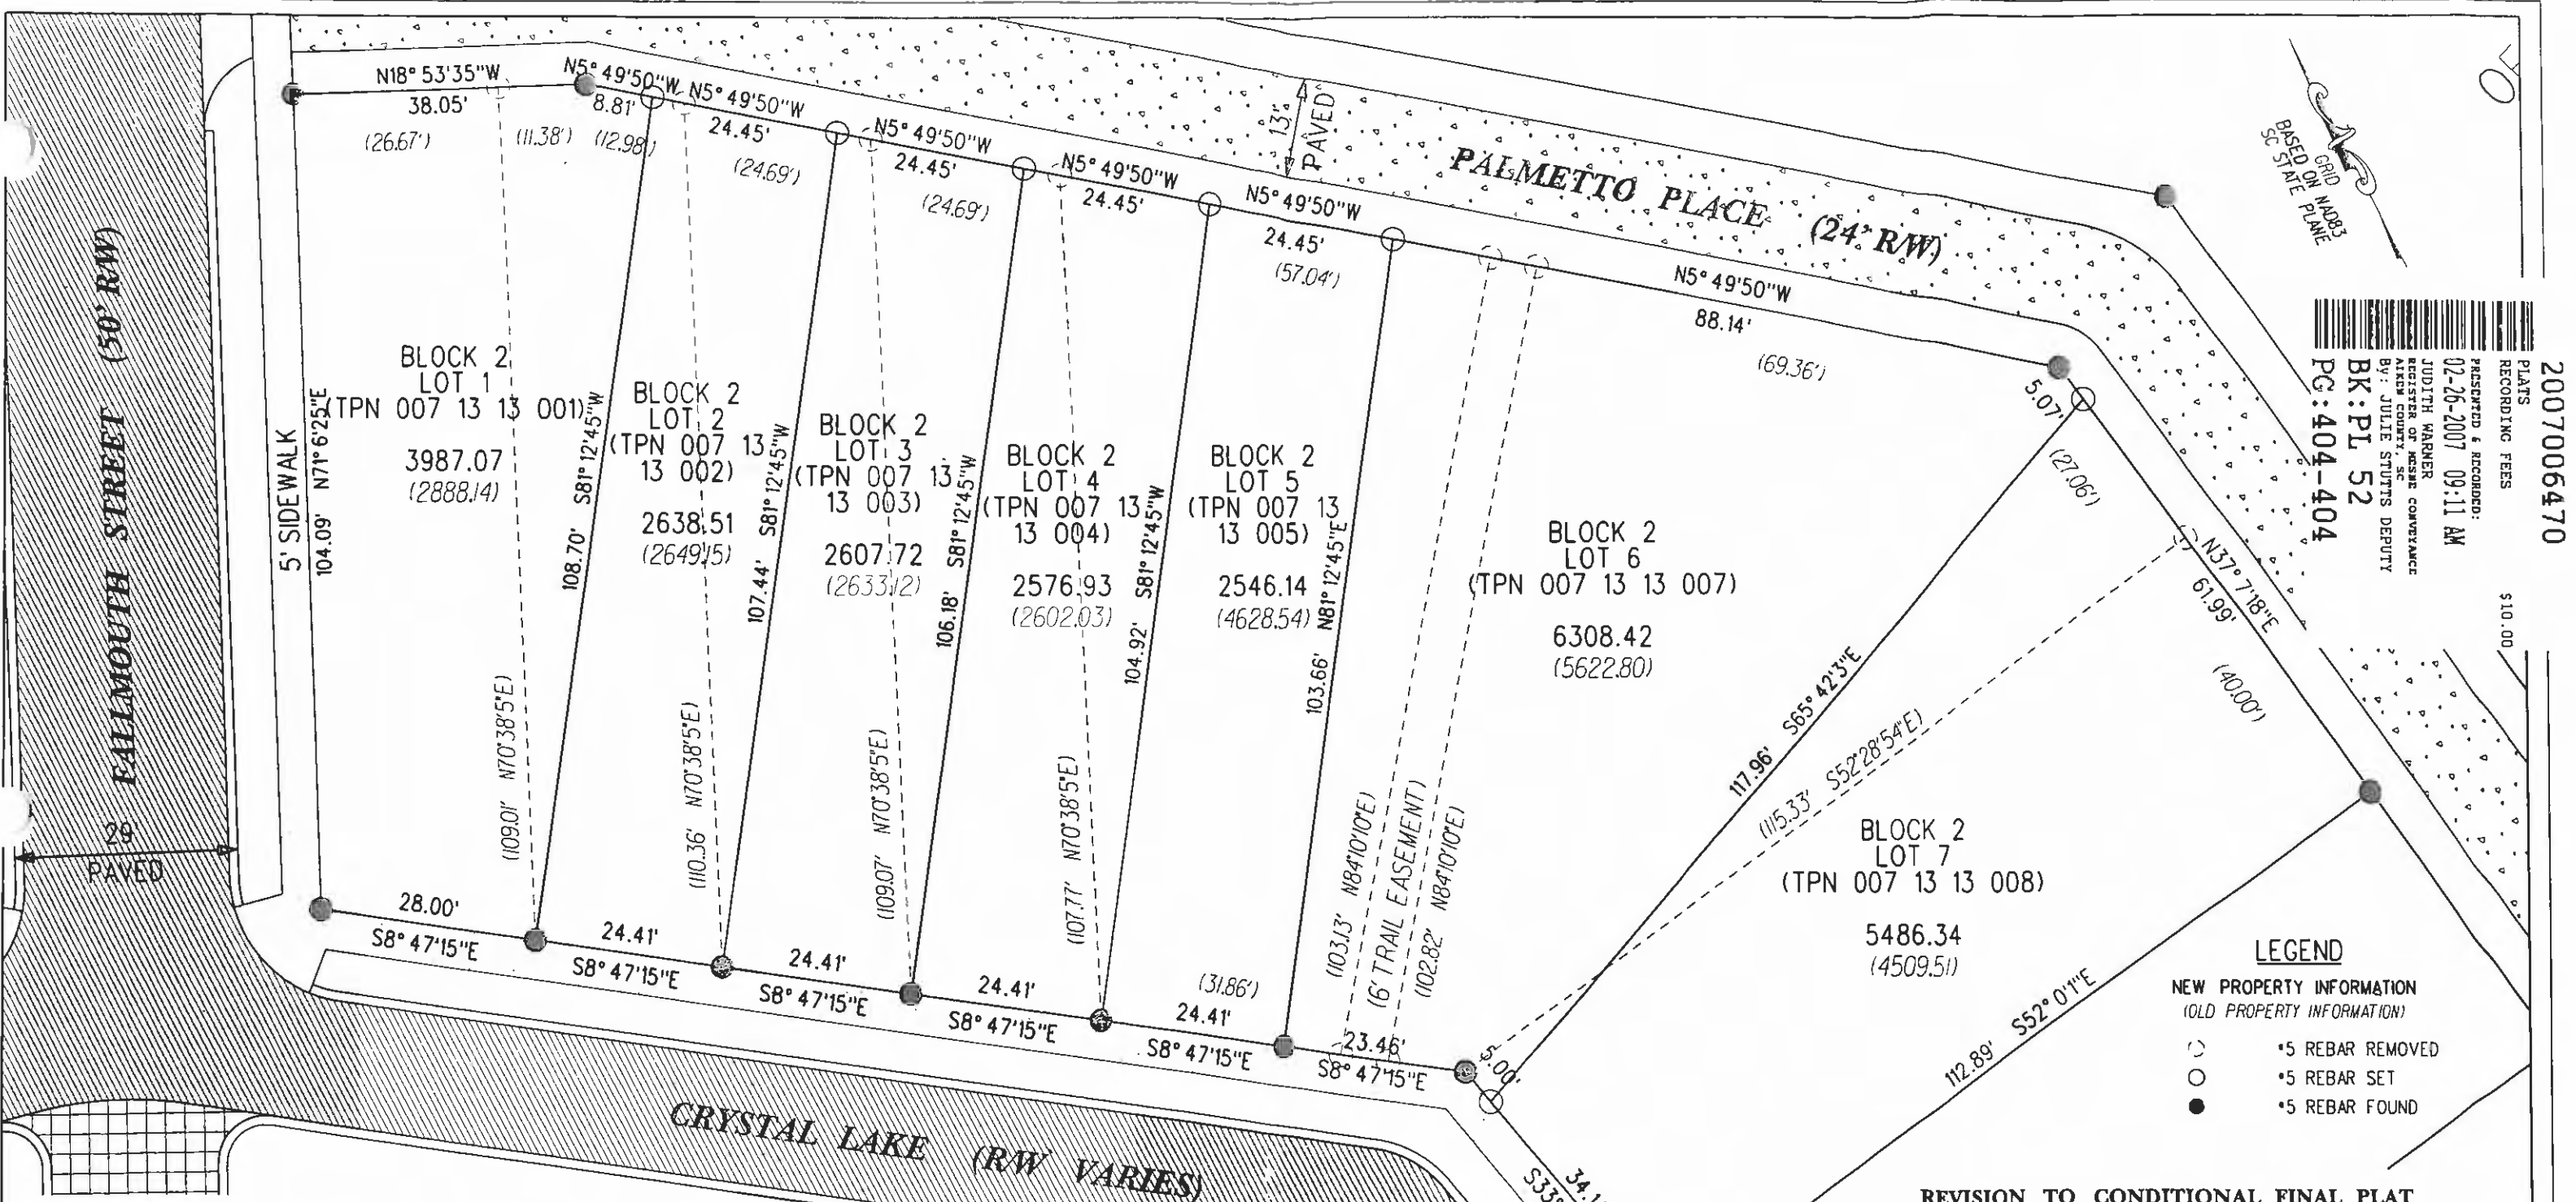 N18° 53'35"W
38.05'
(26.67')
(11.38')
N5° 49'50"W
8.81'
(12.98')
N5° 49'50"W
24.45'
(24.69')
N5° 49'50"W
24.45'
(24.69')
N5° 49'50"W
24.45'
N5° 49'50"W
24.45'
(57.04')
N5° 49'50"W
88.14'
(69.36')
13'
PAVED
PALMETTO PLACE (24' R/W)
GRID
BASED ON NAD83
SC STATE PLANE
2007006470
PLATS
RECORDING FEES $10.00
PRESENTED & RECORDED:
02-26-2007 09:11 AM
JUDITH WARNER
REGISTER OF MESNE CONVEYANCE
AIKEN COUNTY, SC
By: JULIE STUTTS DEPUTY
BK:PL 52
PG:404-404
FALLMOUTH STREET (50' R/W)
29'
PAVED
5' SIDEWALK
104.09' N71° 6'25"E
BLOCK 2
LOT 1
(TPN 007 13 13 001)
3987.07
(2888.14)
(109.01' N70°38'5"E)
108.70' S81° 12'45"W
BLOCK 2
LOT 2
(TPN 007 13
13 002)
2638.51
(2649.15)
(110.36' N70°38'5"E)
107.44' S81° 12'45"W
BLOCK 2
LOT 3
(TPN 007 13
13 003)
2607.72
(2633.12)
(109.07' N70°38'5"E)
106.18' S81° 12'45"W
BLOCK 2
LOT 4
(TPN 007 13
13 004)
2576.93
(2602.03)
(107.77' N70°38'5"E)
104.92' S81° 12'45"W
BLOCK 2
LOT 5
(TPN 007 13
13 005)
2546.14
(4628.54)
103.66' N81° 12'45"E
(103.13' N84°10'10"E)
(6' TRAIL EASEMENT)
(102.82' N84°10'10"E)
BLOCK 2
LOT 6
(TPN 007 13 13 007)
6308.42
(5622.80)
117.96' S65° 42'3"E
(115.33' S52°28'54"E)
5.07'
(27.06')
N37° 7'18"E
61.99'
(40.00')
BLOCK 2
LOT 7
(TPN 007 13 13 008)
5486.34
(4509.51)
112.89' S52° 0'1"E
28.00'
S8° 47'15"E
24.41'
S8° 47'15"E
24.41'
S8° 47'15"E
24.41'
S8° 47'15"E
(31.86')
24.41'
S8° 47'15"E
23.46'
S8° 47'15"E
5.00'
34.1
S33°
CRYSTAL LAKE (R/W VARIES)
LEGEND
NEW PROPERTY INFORMATION
(OLD PROPERTY INFORMATION)
#5 REBAR REMOVED
#5 REBAR SET
#5 REBAR FOUND
REVISION TO CONDITIONAL FINAL PLAT